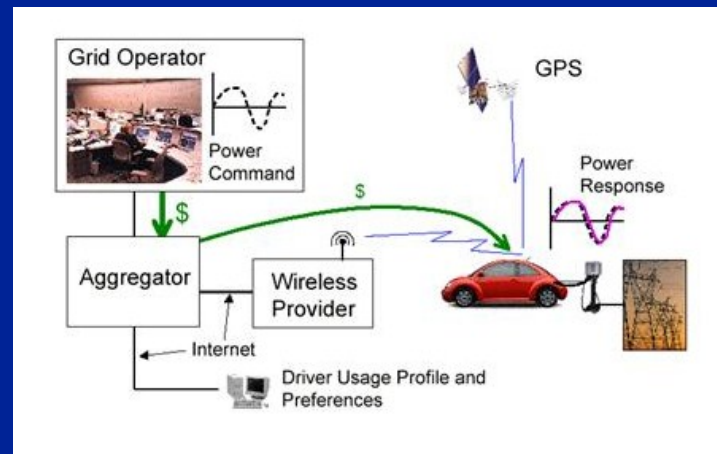 Grid Operator
GPS
Power
Command
Power
Response
$
$
Aggregator
Wireless
Provider
Internet
Driver Usage Profile and
Preferences